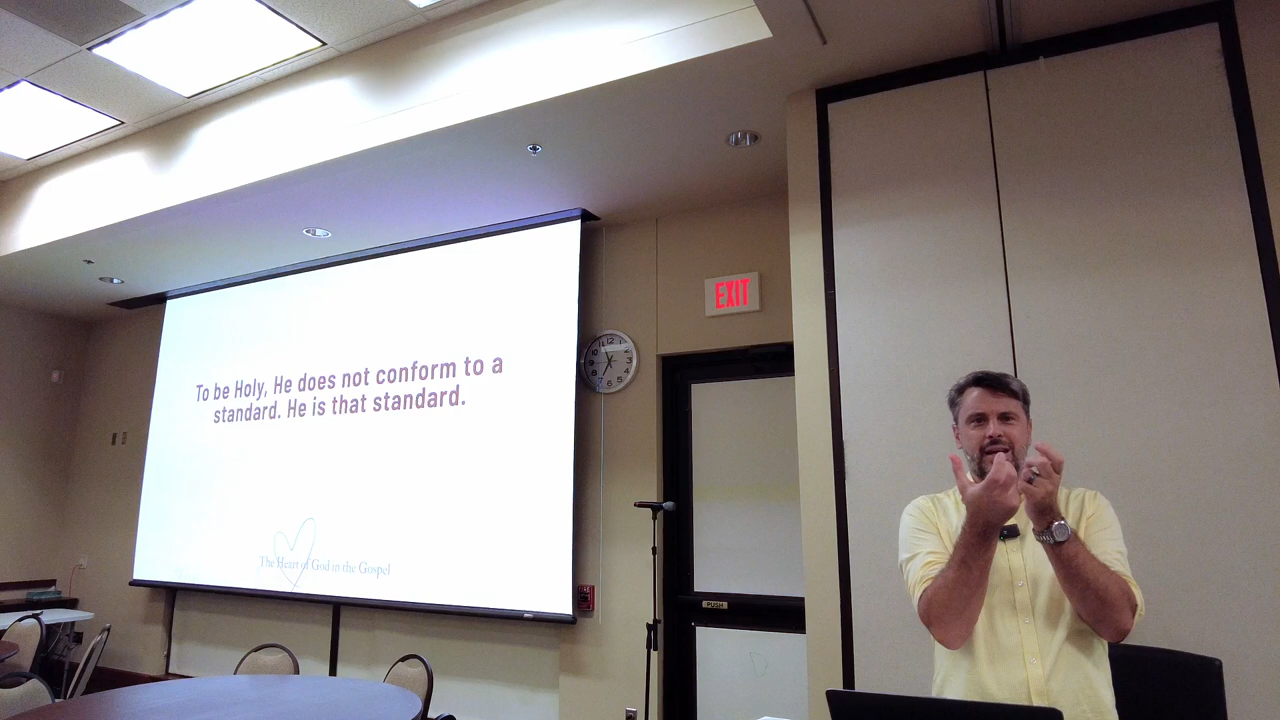 To be Holy, He does not conform to a
standard. He is that standard.
The Heart of God in the Gospel
EXIT
PUSH